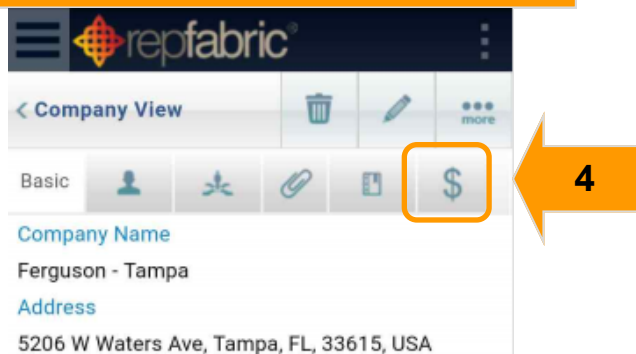 repfabric®
< Company View
more
Basic $
4
Company Name
Ferguson - Tampa
Address
5206 W Waters Ave, Tampa, FL, 33615, USA